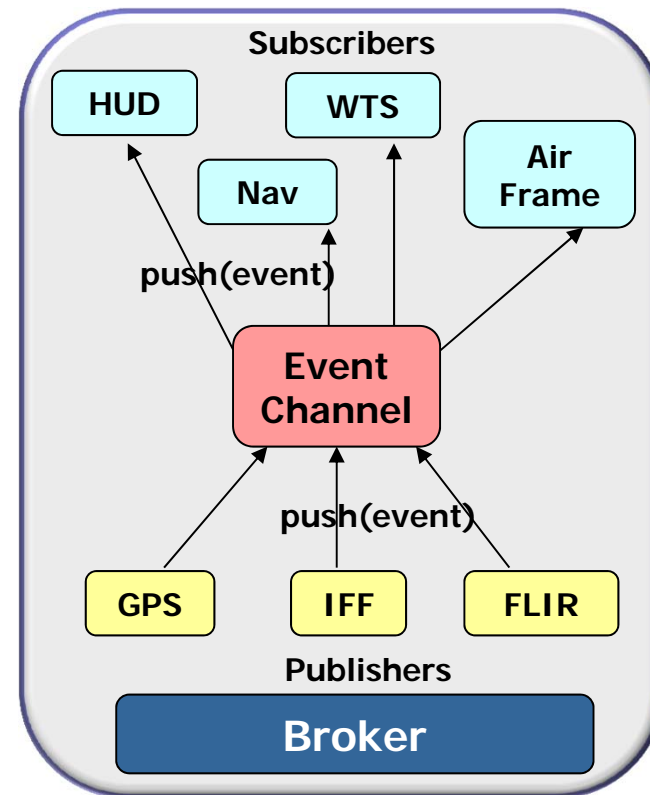 Subscribers
HUD
WTS
Air
Frame
Nav
push(event)
Event
Channel
push(event)
GPS
IFF
FLIR
Publishers
Broker